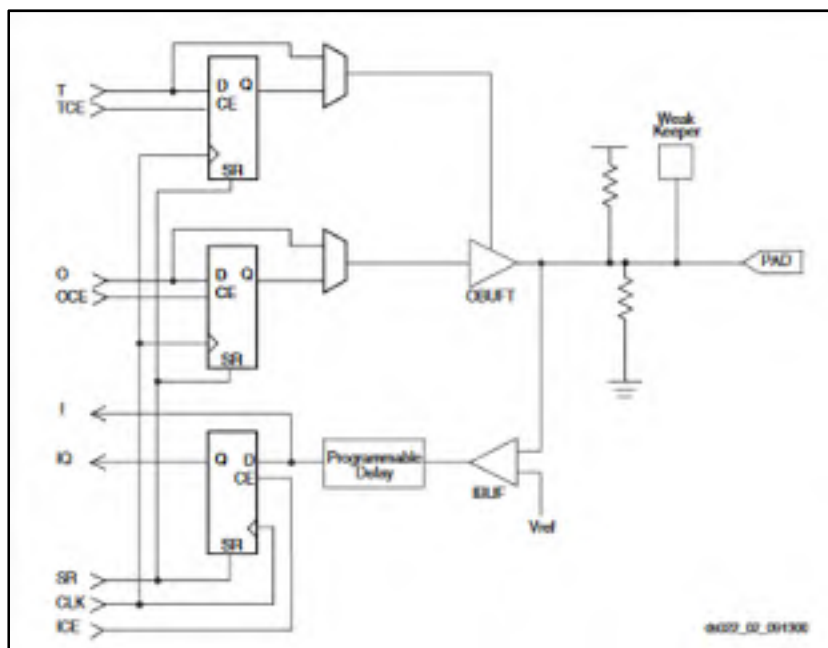 T
TCE
D Q
CE
SR
Weak
Keeper
O
OCE
D Q
CE
SR
OBUFT
PAD
I
IQ
Q D
CE
SR
Programmable
Delay
IBUF
Vref
SR
CLK
ICE
ds022_02_091300